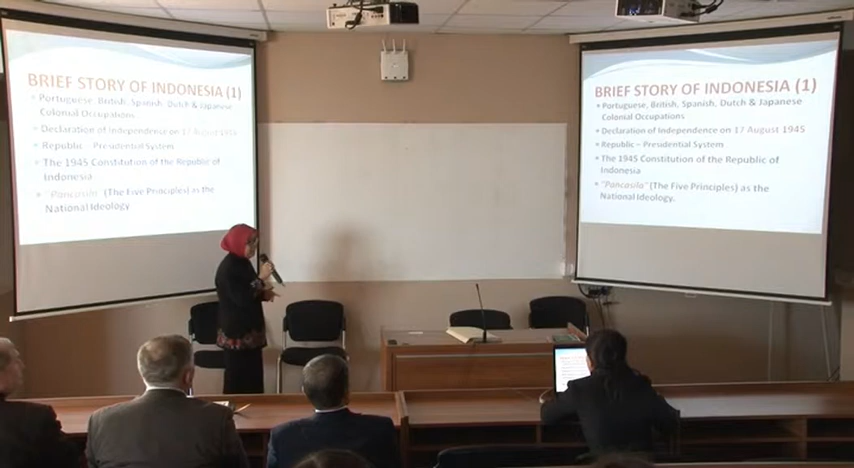 BRIEF STORY OF INDONESIA (1)
• Portuguese, British, Spanish, Dutch & Japanese
Colonial Occupations
• Declaration of Independence on 17 August 1945
• Republic – Presidential System
• The 1945 Constitution of the Republic of
Indonesia
• "Pancasila" (The Five Principles) as the
National Ideology
BRIEF STORY OF INDONESIA (1)
• Portuguese, British, Spanish, Dutch & Japanese
Colonial Occupations
• Declaration of Independence on 17 August 1945
• Republic – Presidential System
• The 1945 Constitution of the Republic of
Indonesia
• "Pancasila" (The Five Principles) as the
National Ideology.